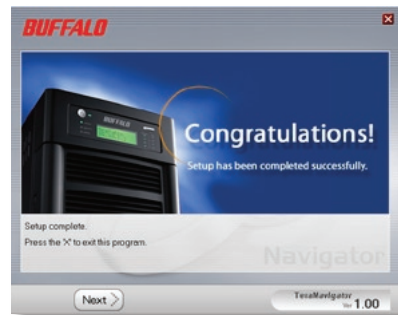 BUFFALO
BUFFALO
Congratulations!
Setup has been completed successfully.
Setup complete.
Press the 'X' to exit this program.
Navigator
Next
TeraNavigator
Ver 1.00